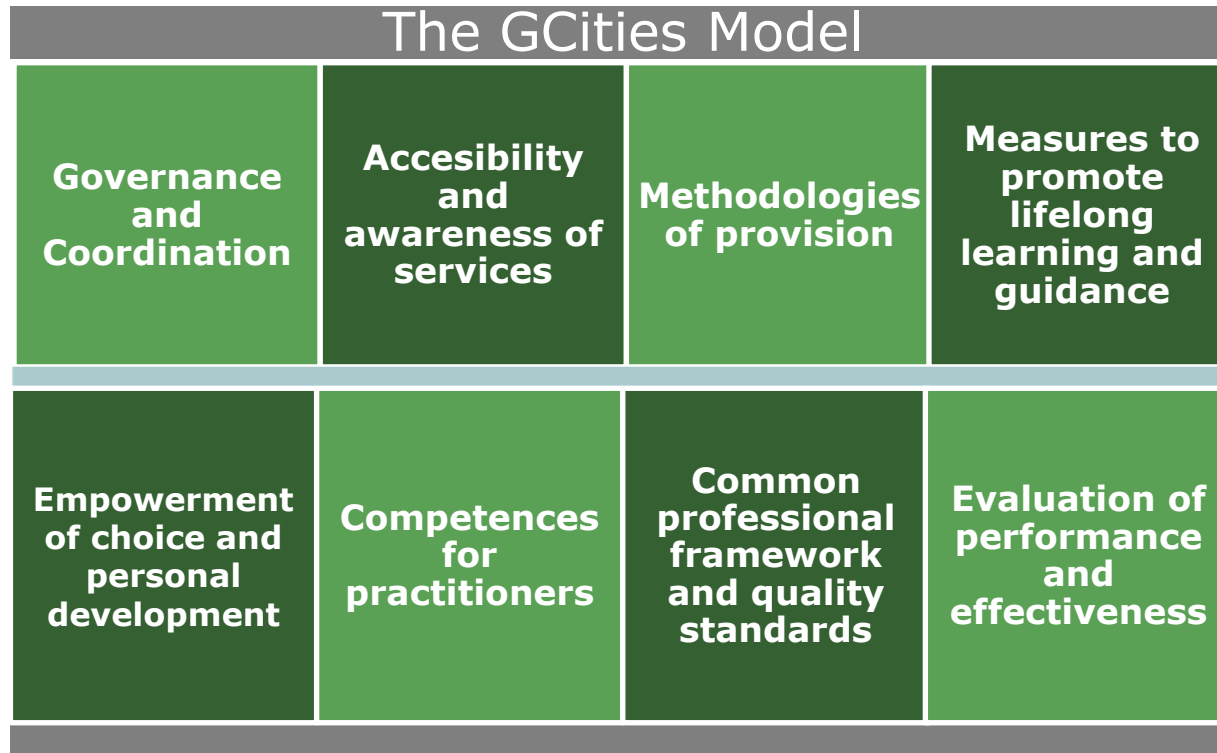 The GCities Model
Governance
and
Coordination
Accesibility
and
awareness of
services
Methodologies
of provision
Measures to
promote
lifelong
learning and
guidance
Empowerment
of choice and
personal
development
Competences
for
practitioners
Common
professional
framework
and quality
standards
Evaluation of
performance
and
effectiveness